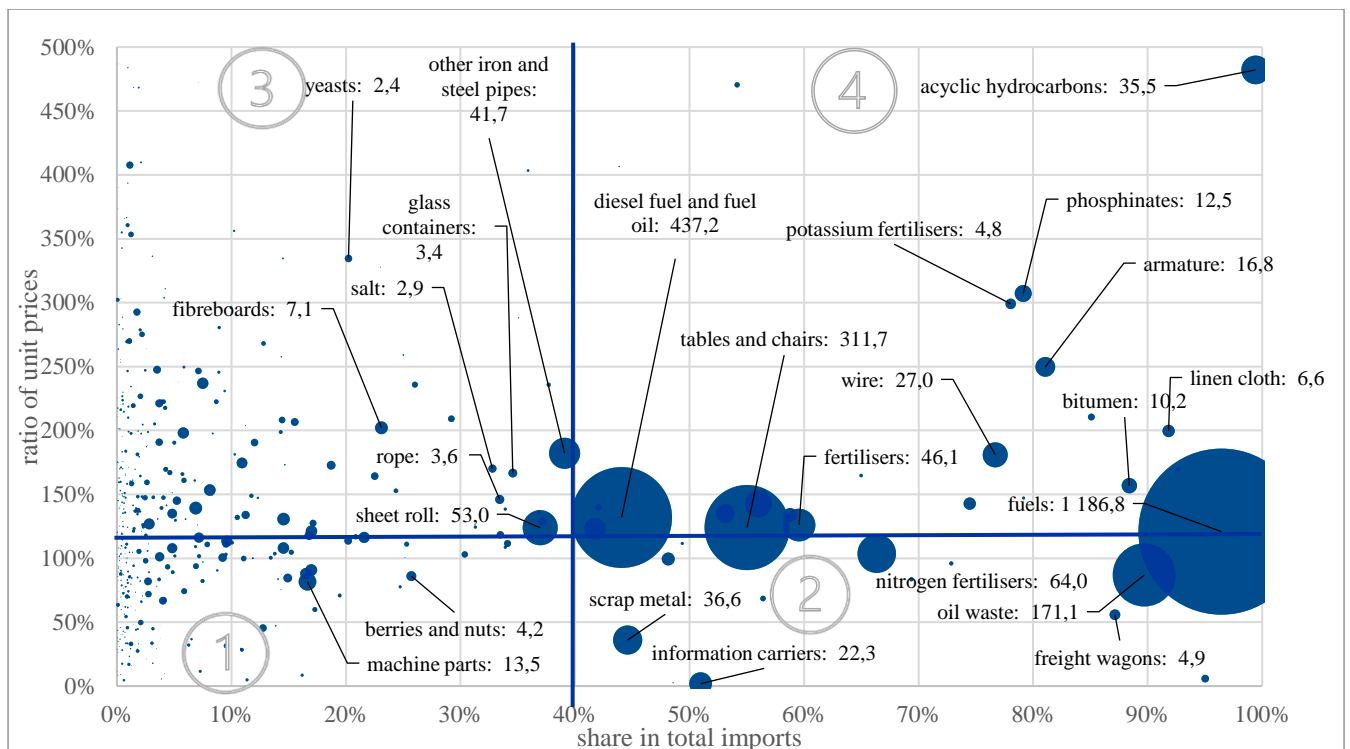 500%
450%
400%
350%
300%
250%
200%
150%
100%
50%
0%
ratio of unit prices
0%
10%
20%
30%
40%
50%
60%
70%
80%
90%
100%
share in total imports
3
4
1
2
yeasts: 2,4
other iron and
steel pipes:
41,7
acyclic hydrocarbons: 35,5
glass
containers:
3,4
diesel fuel and fuel
oil: 437,2
phosphinates: 12,5
potassium fertilisers: 4,8
armature: 16,8
salt: 2,9
fibreboards: 7,1
tables and chairs: 311,7
wire: 27,0
linen cloth: 6,6
bitumen: 10,2
rope: 3,6
fertilisers: 46,1
sheet roll: 53,0
fuels: 1 186,8
nitrogen fertilisers: 64,0
scrap metal: 36,6
oil waste: 171,1
berries and nuts: 4,2
information carriers: 22,3
machine parts: 13,5
freight wagons: 4,9